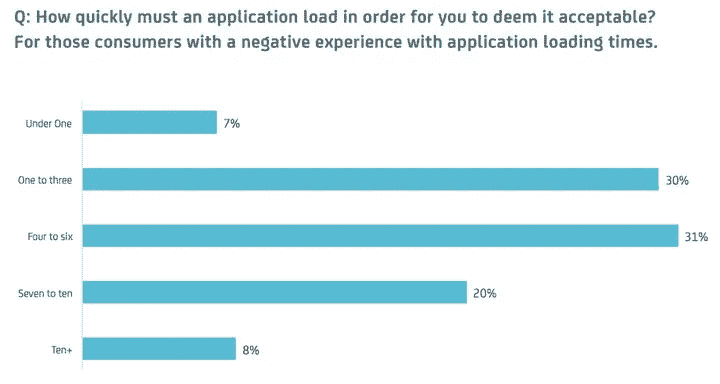 Q: How quickly must an application load in order for you to deem it acceptable?
For those consumers with a negative experience with application loading times.
Under One 7%
One to three 30%
Four to six 31%
Seven to ten 20%
Ten+ 8%